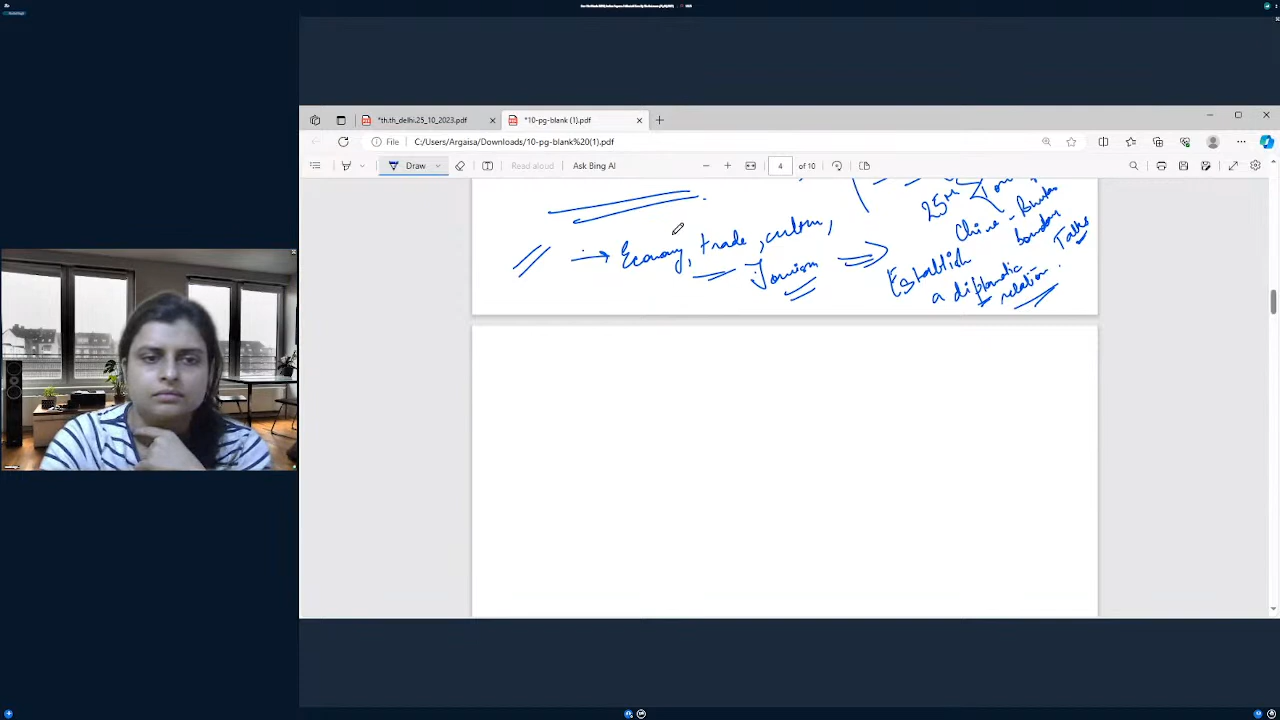 *th.th_delhi.25_10_2023.pdf
*10-pg-blank (1).pdf
File C:/Users/Argaisa/Downloads/10-pg-blank%20(1).pdf
Draw
Read aloud
Ask Bing AI
4 of 10
25th
China - Bhutan
boundary
Talks
→ Economy, trade, culture,
Tourism
Establish
a diplomatic
relation.